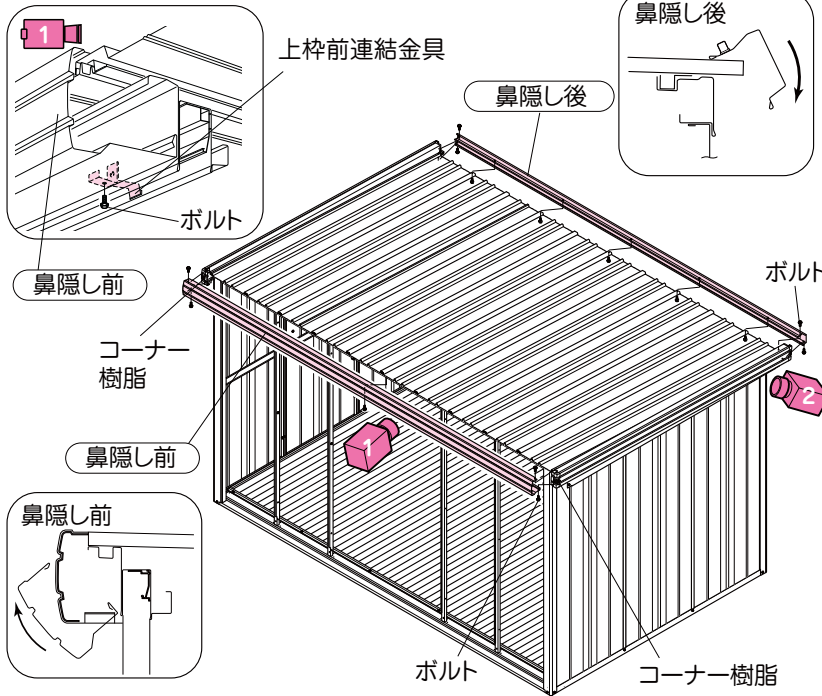 1
上枠前連結金具
ボルト
鼻隠し前
鼻隠し後
鼻隠し後
ボルト
コーナー
樹脂
2
1
鼻隠し前
鼻隠し前
ボルト
コーナー樹脂